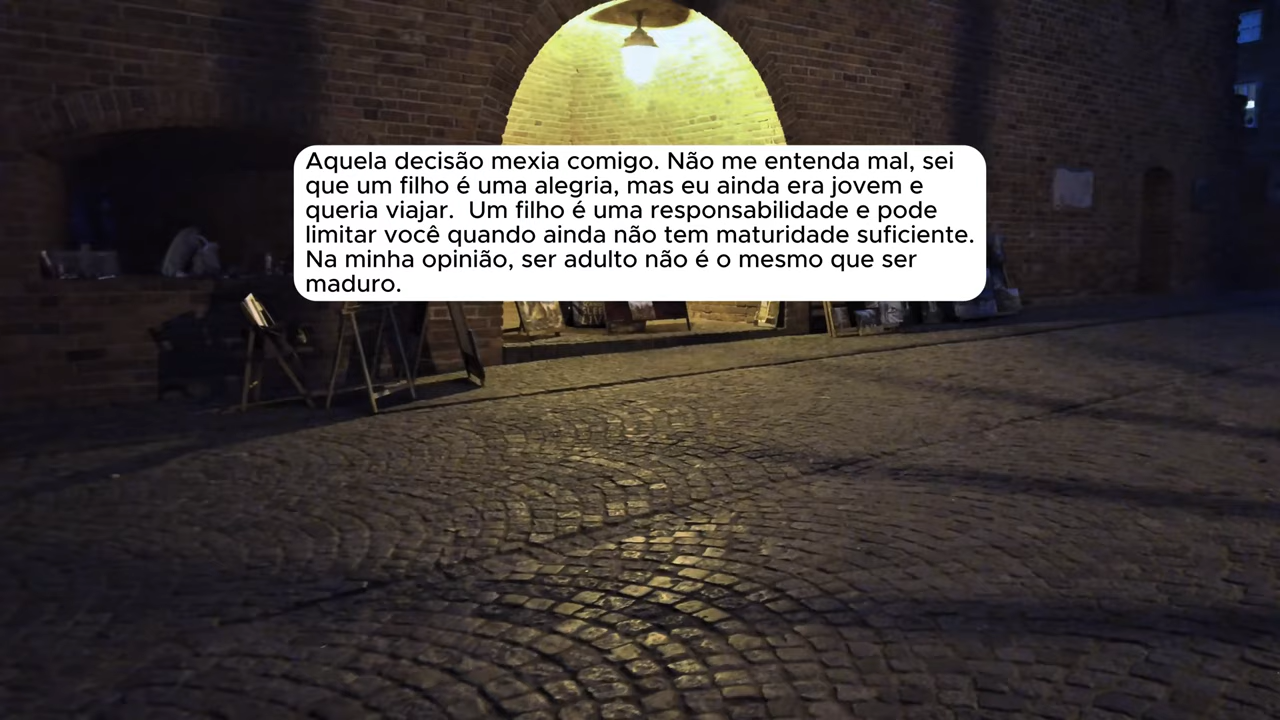 Aquela decisão mexia comigo. Não me entenda mal, sei
que um filho é uma alegria, mas eu ainda era jovem e
queria viajar.  Um filho é uma responsabilidade e pode
limitar você quando ainda não tem maturidade suficiente.
Na minha opinião, ser adulto não é o mesmo que ser
maduro.